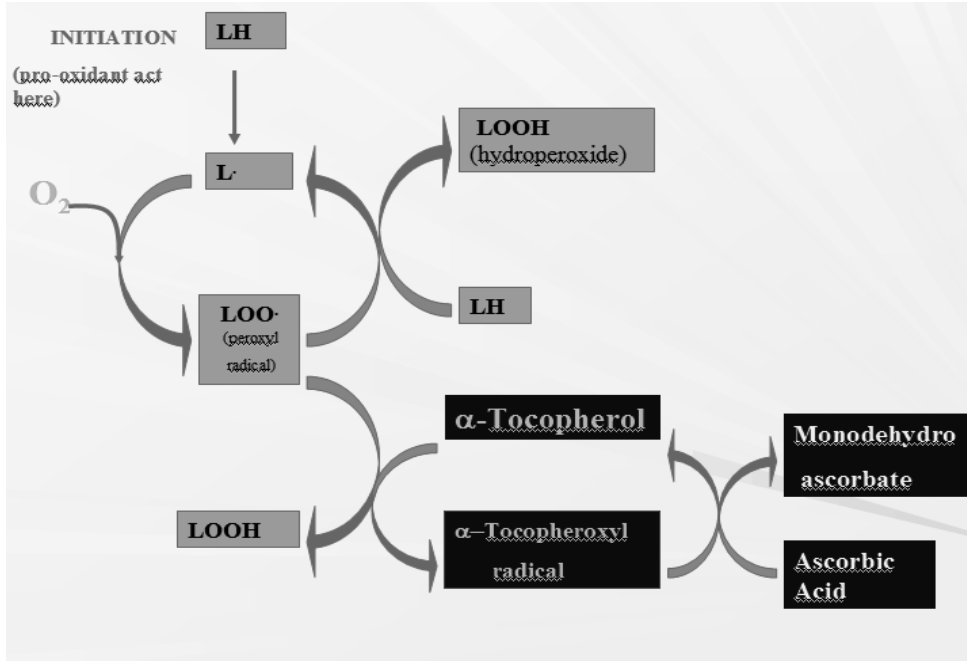 INITIATION
(pro-oxidant act
here)
LH
L·
O₂
LOO·
(peroxyl
radical)
LOOH
(hydroperoxide)
LH
α-Tocopherol
LOOH
α–Tocopheroxyl
radical
Monodehydro
ascorbate
Ascorbic
Acid